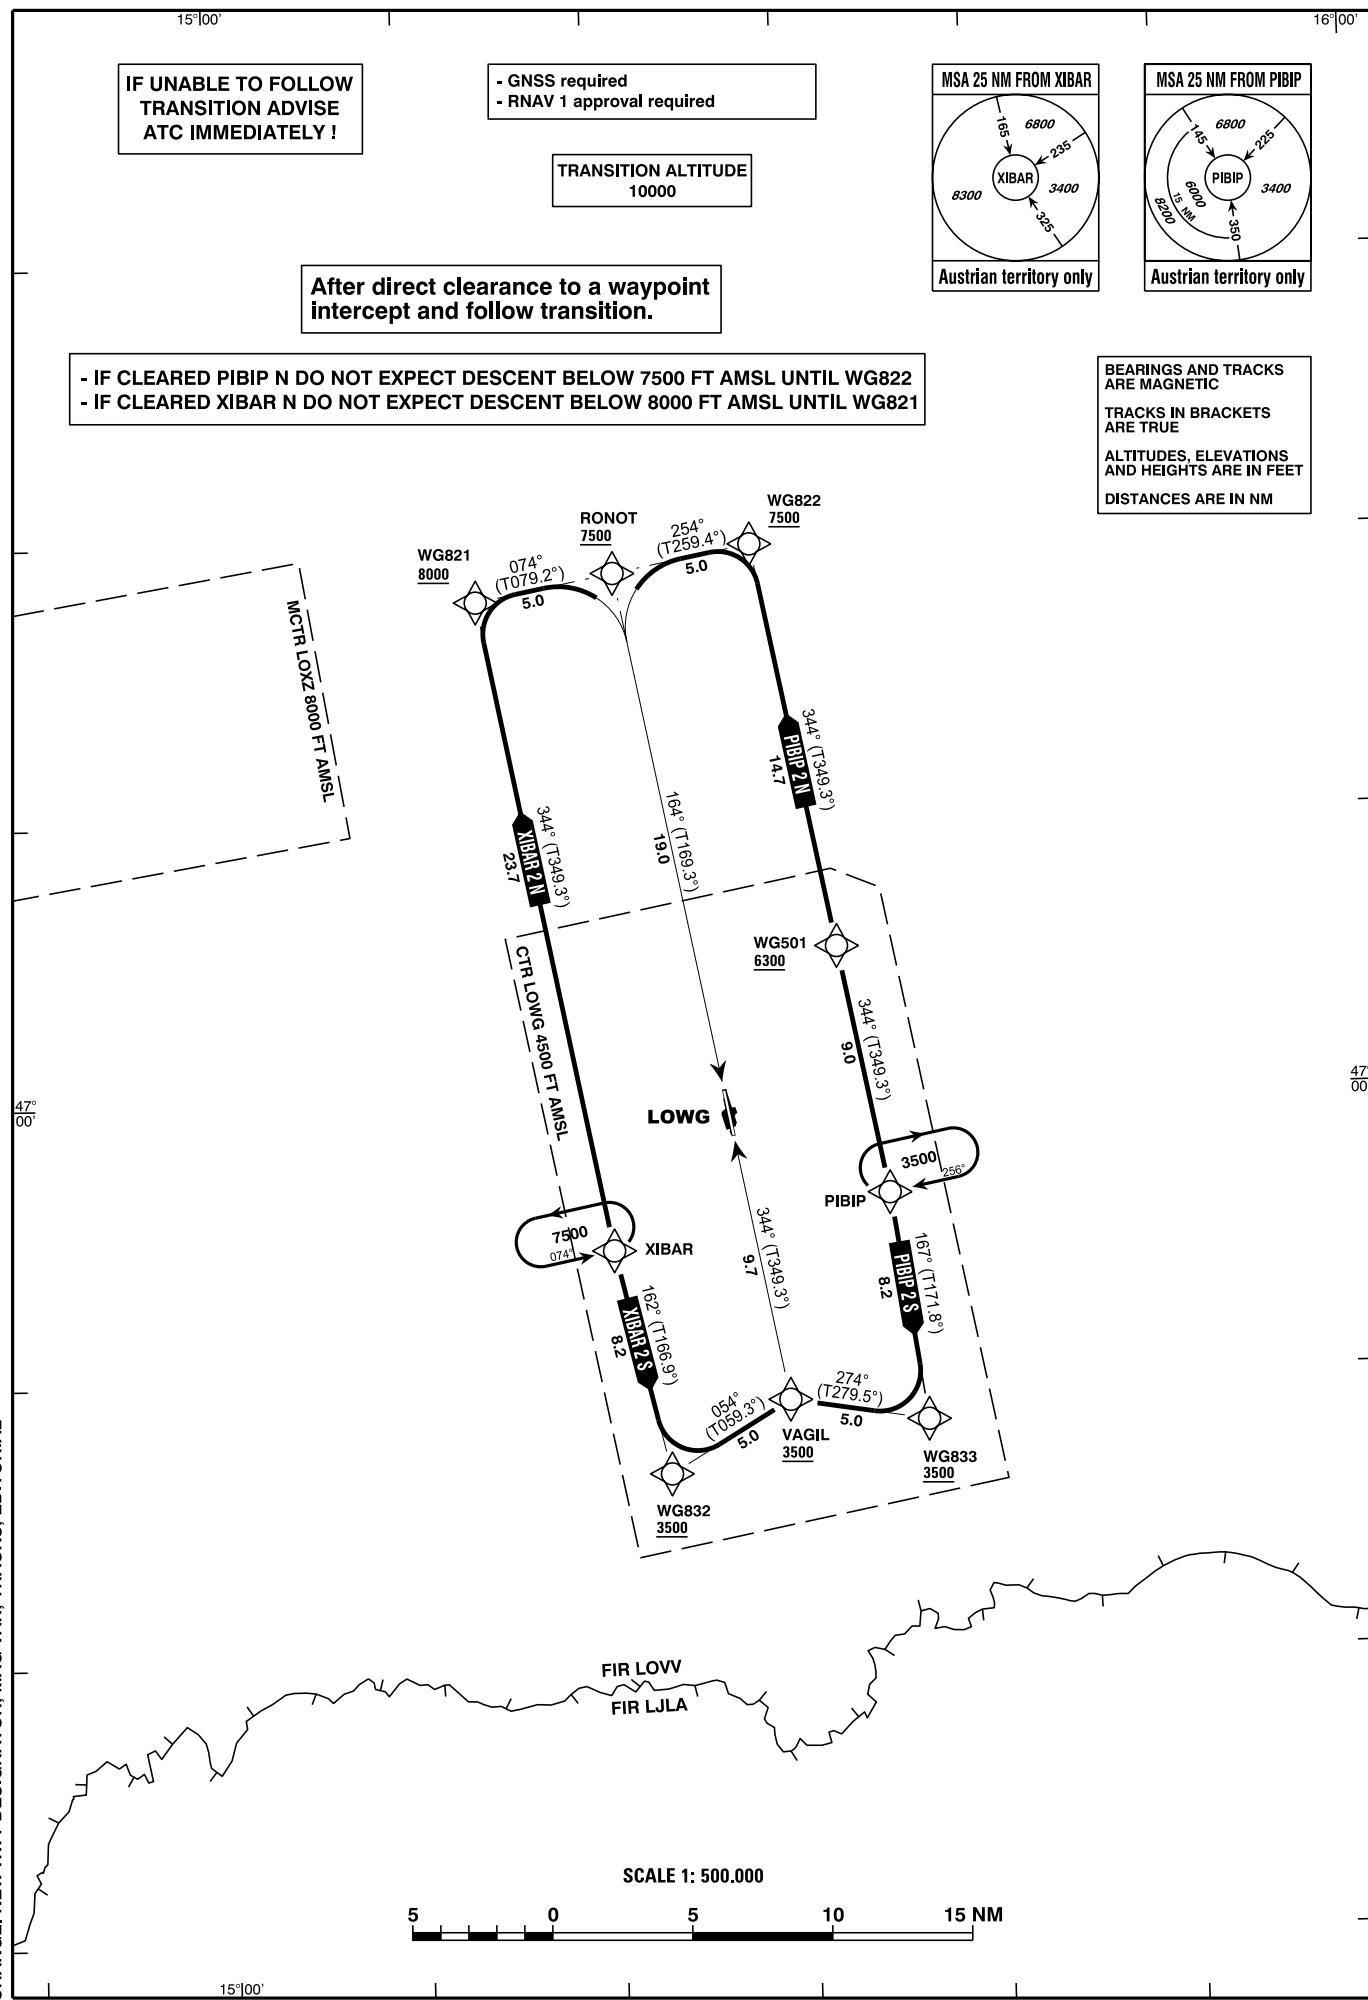 15°00'
16°00'
IF UNABLE TO FOLLOW
TRANSITION ADVISE
ATC IMMEDIATELY !
- GNSS required
- RNAV 1 approval required
TRANSITION ALTITUDE
10000
MSA 25 NM FROM XIBAR
165
6800
235
XIBAR
8300
3400
325
Austrian territory only
MSA 25 NM FROM PIBIP
145
6800
225
PIBIP
6000
15 NM
8200
3400
350
Austrian territory only
After direct clearance to a waypoint
intercept and follow transition.
- IF CLEARED PIBIP N DO NOT EXPECT DESCENT BELOW 7500 FT AMSL UNTIL WG822
- IF CLEARED XIBAR N DO NOT EXPECT DESCENT BELOW 8000 FT AMSL UNTIL WG821
BEARINGS AND TRACKS
ARE MAGNETIC
TRACKS IN BRACKETS
ARE TRUE
ALTITUDES, ELEVATIONS
AND HEIGHTS ARE IN FEET
DISTANCES ARE IN NM
WG822
7500
RONOT
7500
254°
(T259.4°)
5.0
WG821
8000
074°
(T079.2°)
5.0
MCTR LOXZ 8000 FT AMSL
344° (T349.3°)
PIBIP 2 N
14.7
164° (T169.3°)
19.0
344° (T349.3°)
XIBAR 2 N
23.7
WG501
6300
CTR LOWG 4500 FT AMSL
344° (T349.3°)
9.0
47°
00'
47°
00'
LOWG
3500
256°
PIBIP
7500
074°
XIBAR
344° (T349.3°)
9.7
167° (T171.8°)
PIBIP 2 S
8.2
162° (T166.9°)
XIBAR 2 S
8.2
274°
(T279.5°)
5.0
054°
(T059.3°)
5.0
VAGIL
3500
WG833
3500
WG832
3500
FIR LOVV
FIR LJLA
SCALE 1: 500.000
5 0 5 10 15 NM
15°00'